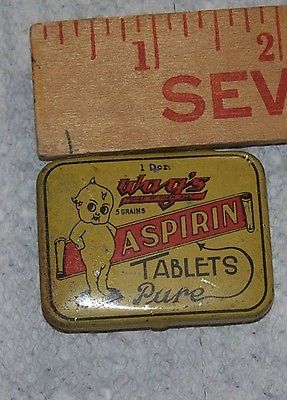 1 2
SEV
1 Doz.
Wag's
5 GRAINS
ASPIRIN
TABLETS
Pure